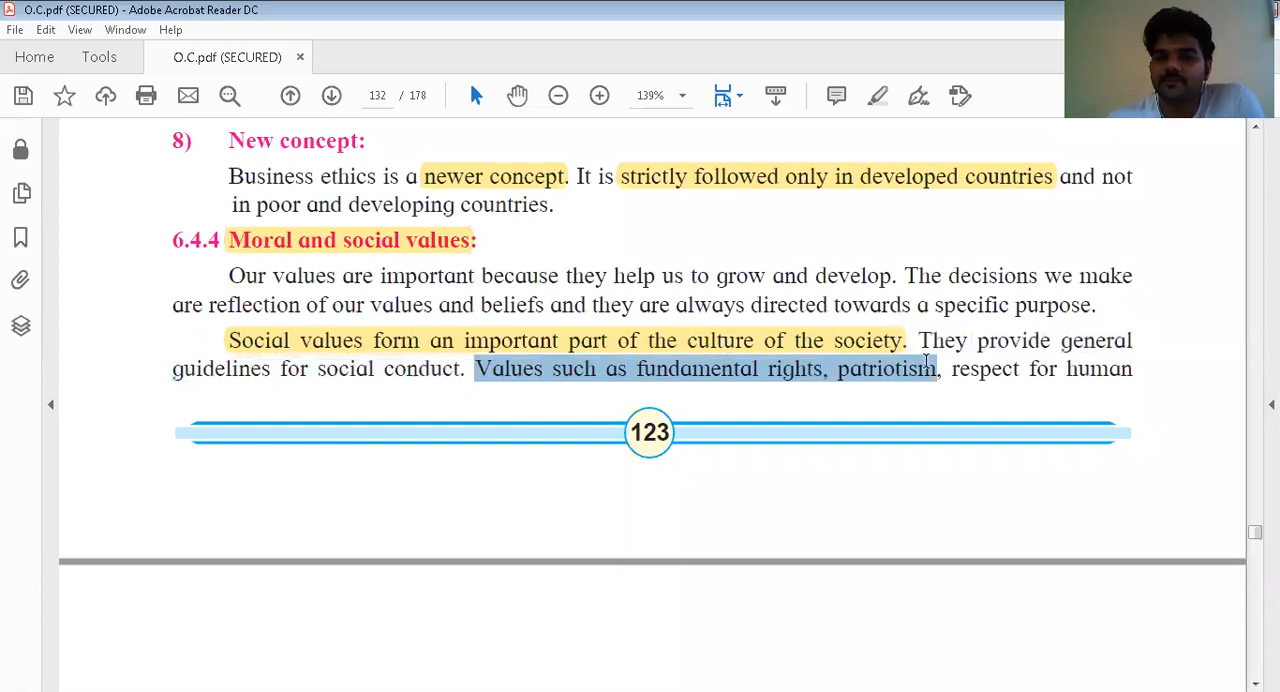 O.C.pdf (SECURED) - Adobe Acrobat Reader DC
File Edit View Window Help
Home Tools O.C.pdf (SECURED) ×
132 / 178 139%
8) New concept:
Business ethics is a newer concept. It is strictly followed only in developed countries and not
in poor and developing countries.
6.4.4 Moral and social values:
Our values are important because they help us to grow and develop. The decisions we make
are reflection of our values and beliefs and they are always directed towards a specific purpose.
Social values form an important part of the culture of the society. They provide general
guidelines for social conduct. Values such as fundamental rights, patriotism, respect for human
123